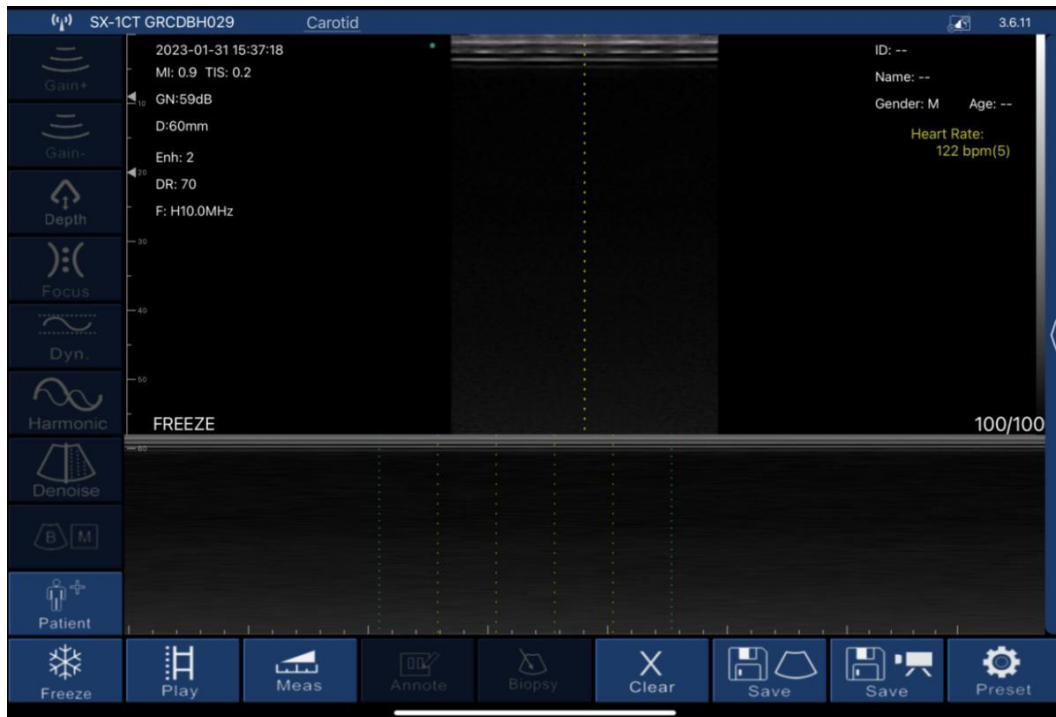 SX-1CT GRCDBH029 Carotid 3.6.11
2023-01-31 15:37:18
MI: 0.9 TIS: 0.2
GN:59dB
D:60mm
Enh: 2
DR: 70
F: H10.0MHz
ID: --
Name: --
Gender: M Age: --
Heart Rate:
122 bpm(5)
10
20
30
40
50
60
FREEZE 100/100
Gain+
Gain-
Depth
Focus
Dyn.
Harmonic
Denoise
B M
Patient
Freeze Play Meas Annote Biopsy Clear Save Save Preset